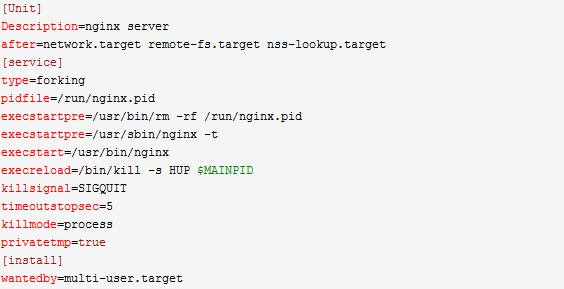 [Unit]
Description=nginx server
after=network.target remote-fs.target nss-lookup.target
[service]
type=forking
pidfile=/run/nginx.pid
execstartpre=/usr/bin/rm -rf /run/nginx.pid
execstartpre=/usr/sbin/nginx -t
execstart=/usr/bin/nginx
execreload=/bin/kill -s HUP $MAINPID
killsignal=SIGQUIT
timeoutstopsec=5
killmode=process
privatetmp=true
[install]
wantedby=multi-user.target